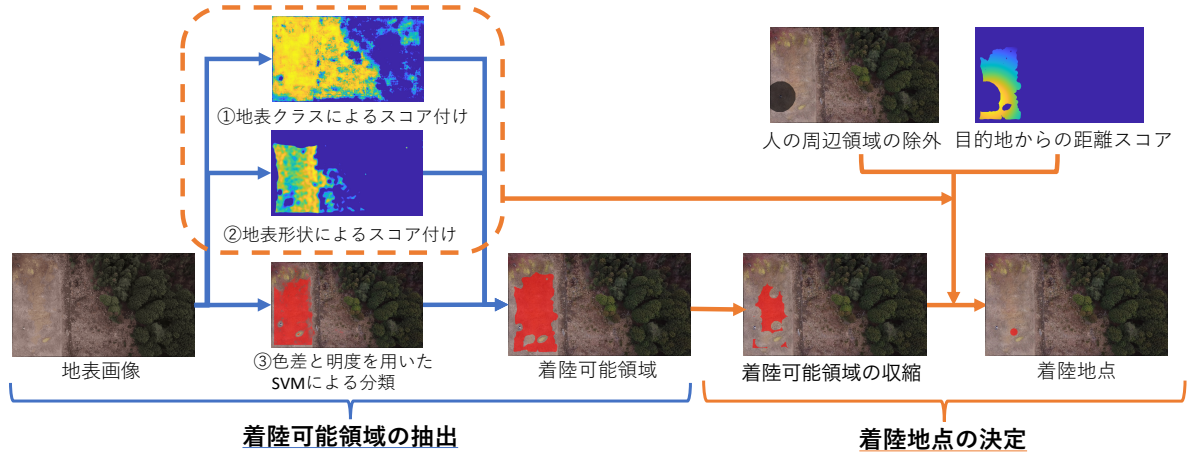 ①地表クラスによるスコア付け
人の周辺領域の除外
目的地からの距離スコア
②地表形状によるスコア付け
地表画像
③色差と明度を用いた
SVMによる分類
着陸可能領域
着陸可能領域の収縮
着陸地点
着陸可能領域の抽出
着陸地点の決定